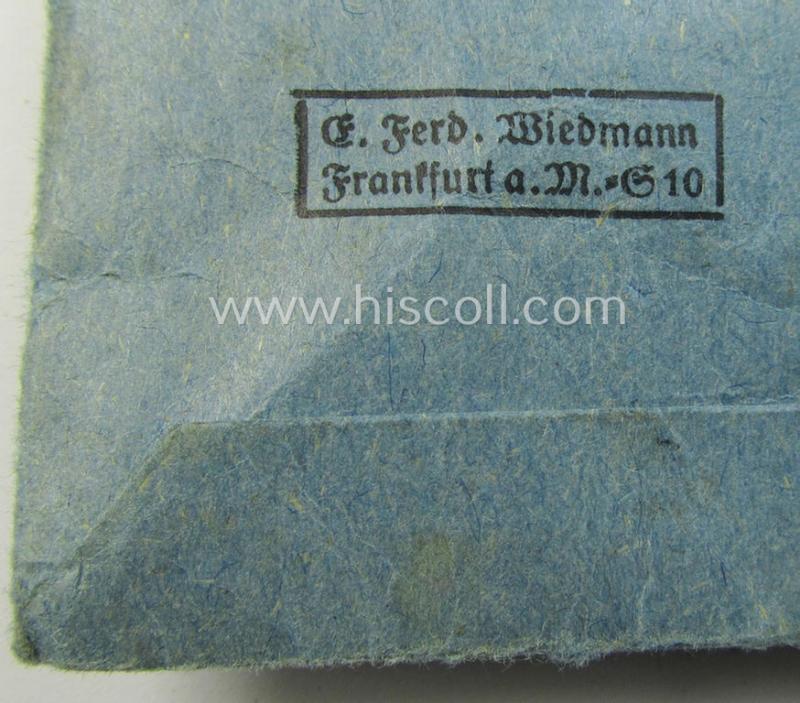 E. Ferd. Wiedmann
Frankfurt a. M.-S 10
www.hiscoll.com